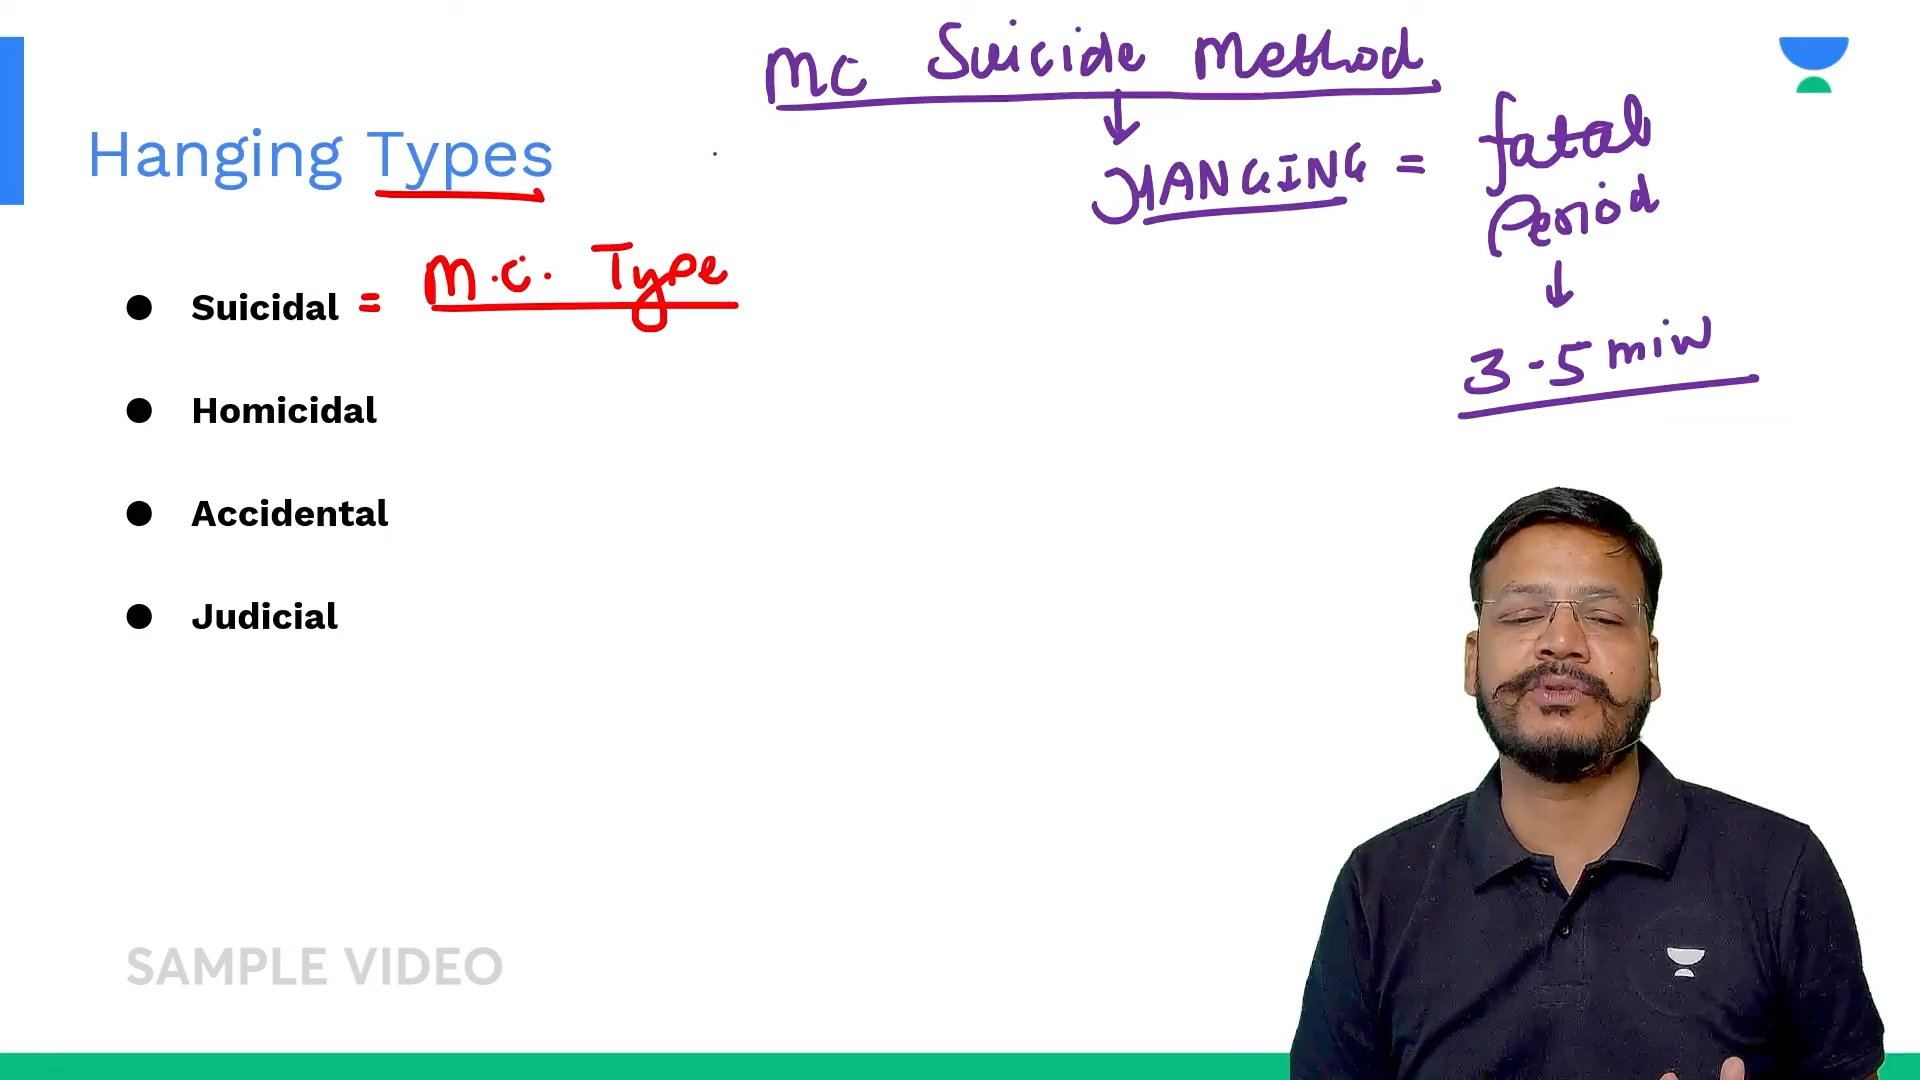 MC Suicide Method
Hanging Types
HANGING = fatal
Period
3-5 min
M.C. Type
● Suicidal =
● Homicidal
● Accidental
● Judicial
SAMPLE VIDEO